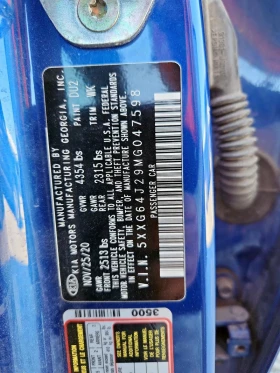 KIA MOTORS MANUFACTURING GEORGIA, INC.
NOV/25/20 PAINT DU2
GVWR 4354 lbs TRIM WK
GAWR GAWR
FRONT 2513 lbs REAR 2315 lbs
THIS VEHICLE CONFORMS TO ALL APPLICABLE U.S.A. FEDERAL
MOTOR VEHICLE SAFETY, BUMPER, AND THEFT PREVENTION STANDARDS
IN EFFECT ON THE DATE OF MANUFACTURE SHOWN ABOVE.
V.I.N. 5XXG64J29MG047598
PASSENGER CAR
3500